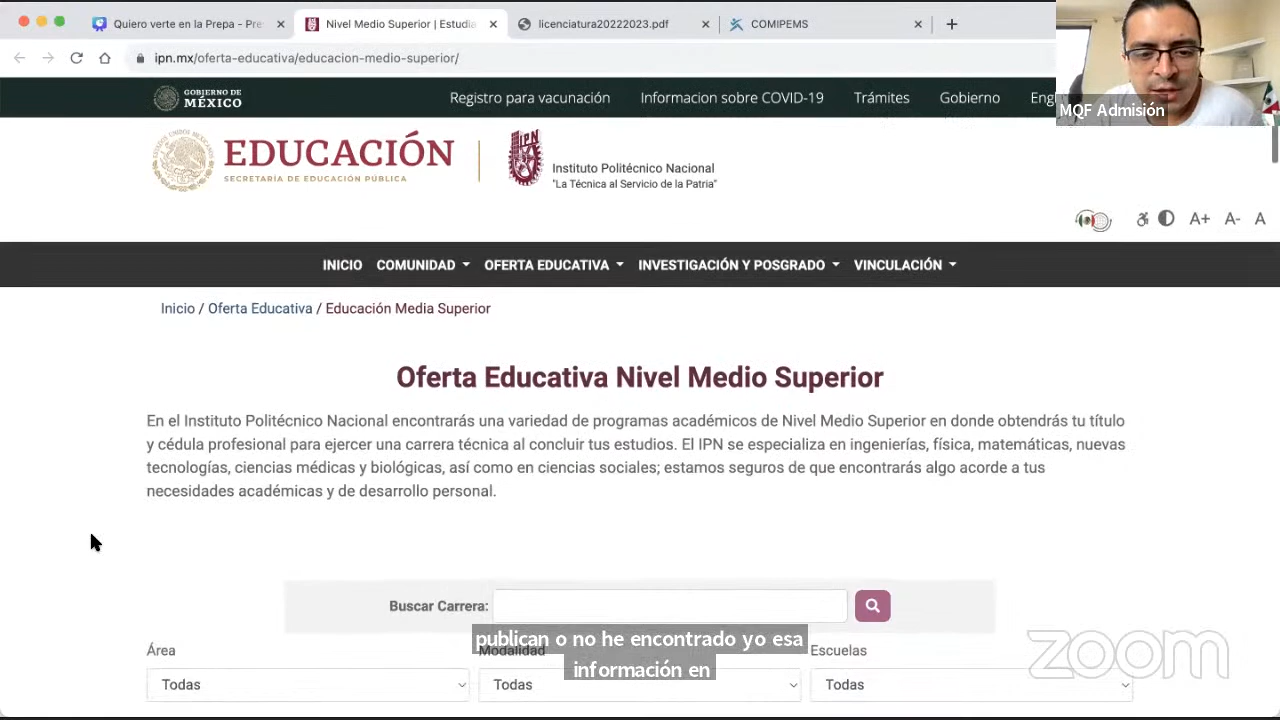 Quiero verte en la Prepa - Pre
Nivel Medio Superior | Estudia
licenciatura20222023.pdf
COMIPEMS
ipn.mx/oferta-educativa/educacion-medio-superior/
MQF Admisión
GOBIERNO DE
MÉXICO
Registro para vacunación
Informacion sobre COVID-19
Trámites
Gobierno
Eng
EDUCACIÓN
SECRETARÍA DE EDUCACIÓN PÚBLICA
IPN
Instituto Politécnico Nacional
"La Técnica al Servicio de la Patria"
A+ A- A
INICIO COMUNIDAD OFERTA EDUCATIVA INVESTIGACIÓN Y POSGRADO VINCULACIÓN
Inicio / Oferta Educativa / Educación Media Superior
Oferta Educativa Nivel Medio Superior
En el Instituto Politécnico Nacional encontrarás una variedad de programas académicos de Nivel Medio Superior en donde obtendrás tu título
y cédula profesional para ejercer una carrera técnica al concluir tus estudios. El IPN se especializa en ingenierías, física, matemáticas, nuevas
tecnologías, ciencias médicas y biológicas, así como en ciencias sociales; estamos seguros de que encontrarás algo acorde a tus
necesidades académicas y de desarrollo personal.
Buscar Carrera:
publican o no he encontrado yo esa
información en
Área
Modalidad
Escuelas
Todas
Todas
Todas
zoom